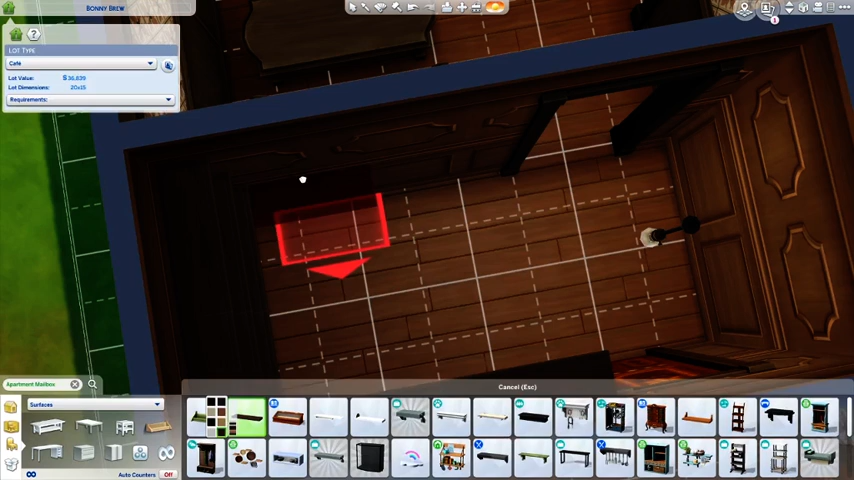 BONNY BREW
?
LOT TYPE
Café
Lot Value: $36,839
Lot Dimensions: 20x15
Requirements:
1
Cancel (Esc)
Apartment Mailbox
Surfaces
Auto Counters Off